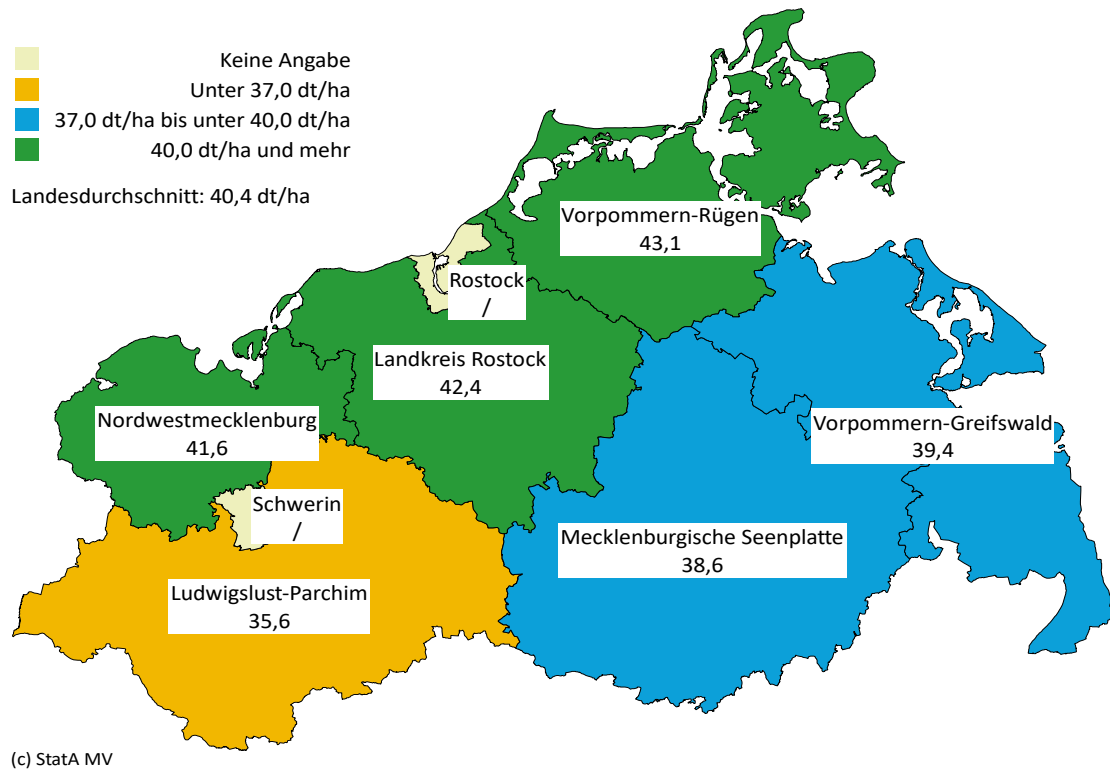 Keine Angabe
Unter 37,0 dt/ha
37,0 dt/ha bis unter 40,0 dt/ha
40,0 dt/ha und mehr
Landesdurchschnitt: 40,4 dt/ha
Vorpommern-Rügen
43,1
Rostock
/
Landkreis Rostock
42,4
Nordwestmecklenburg
41,6
Vorpommern-Greifswald
39,4
Schwerin
/
Mecklenburgische Seenplatte
38,6
Ludwigslust-Parchim
35,6
(c) StatA MV